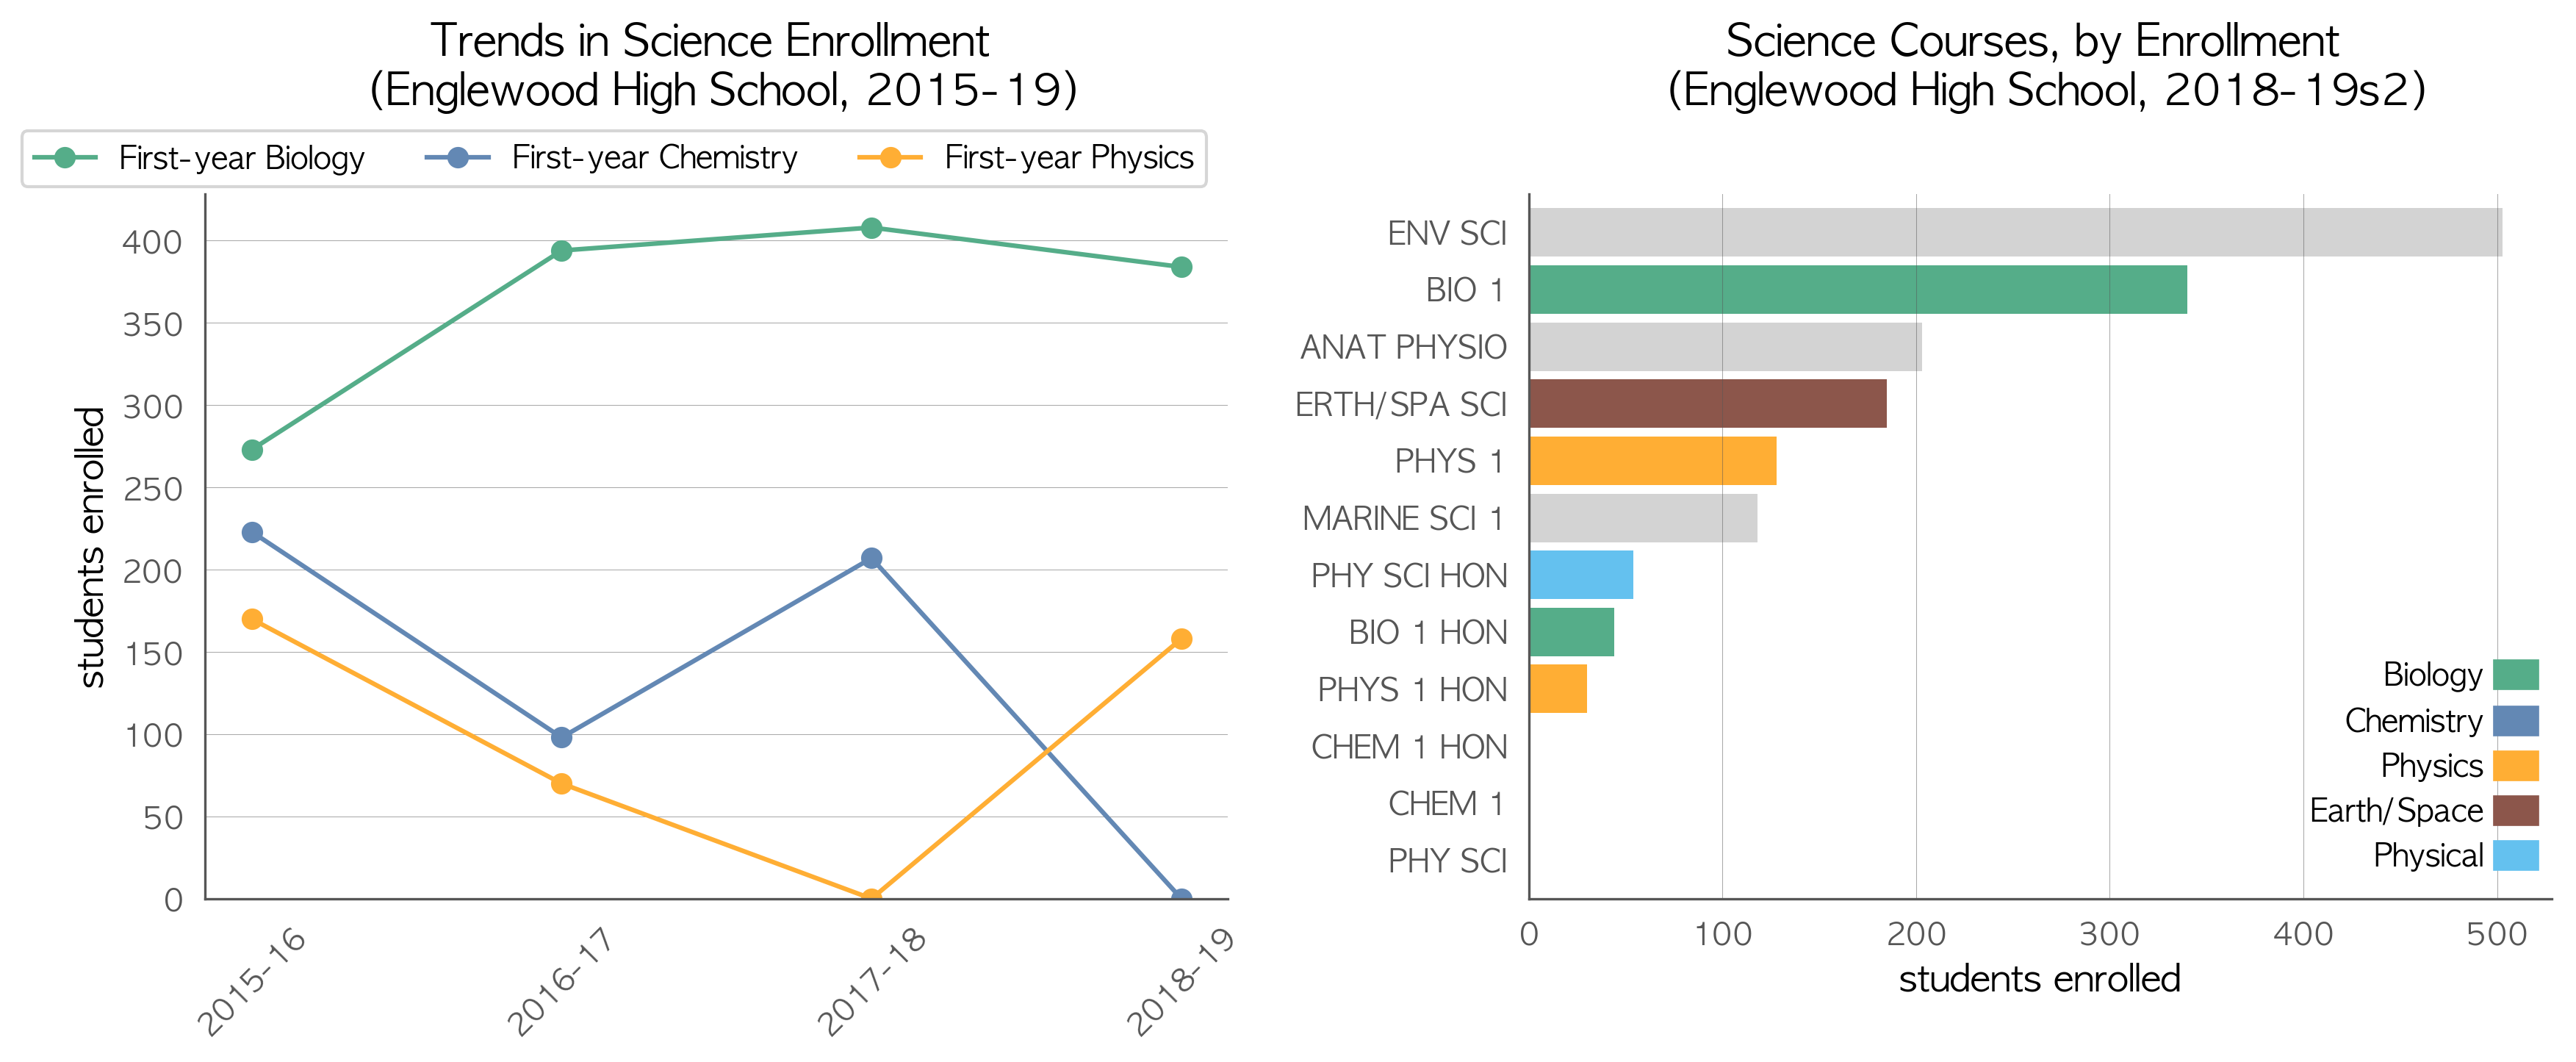 Trends in Science Enrollment
(Englewood High School, 2015-19)
First-year Biology First-year Chemistry First-year Physics
400
350
300
250
200
150
100
50
0
students enrolled
2015-16
2016-17
2017-18
2018-19
Science Courses, by Enrollment
(Englewood High School, 2018-19s2)
ENV SCI
BIO 1
ANAT PHYSIO
ERTH/SPA SCI
PHYS 1
MARINE SCI 1
PHY SCI HON
BIO 1 HON
PHYS 1 HON
CHEM 1 HON
CHEM 1
PHY SCI
Biology
Chemistry
Physics
Earth/Space
Physical
0 100 200 300 400 500
students enrolled